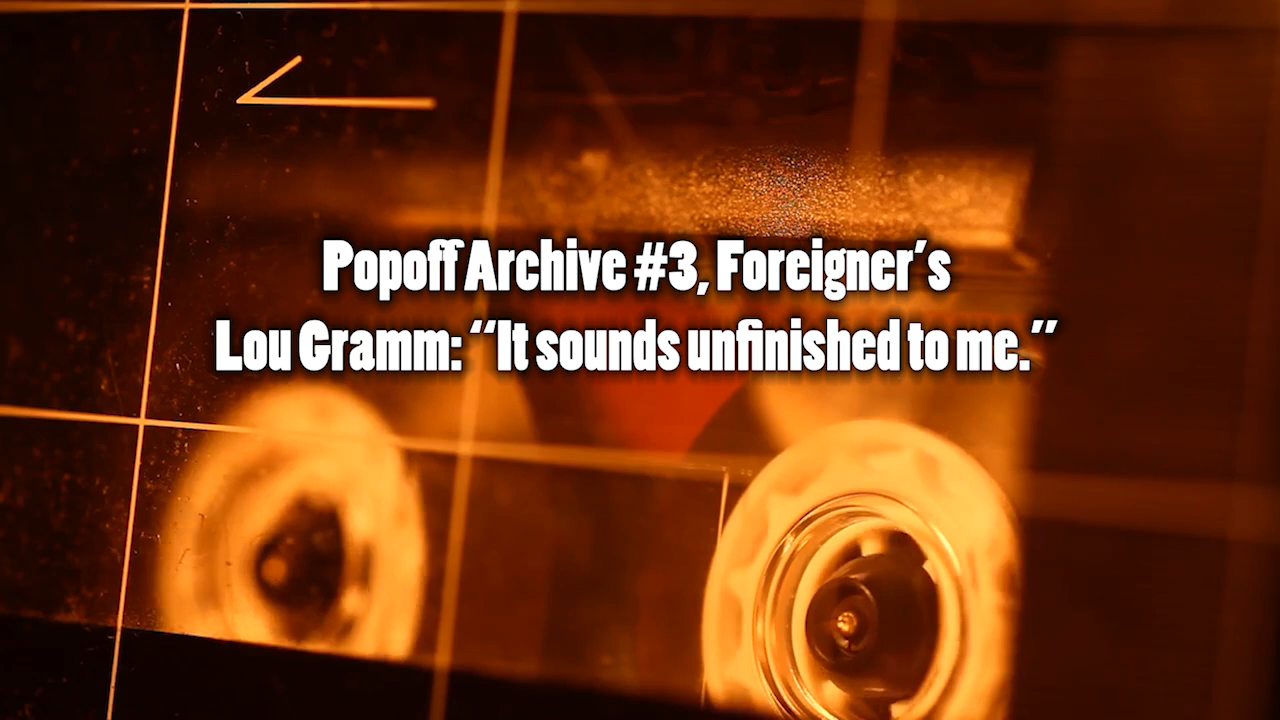 Popoff Archive #3, Foreigner’s
Lou Gramm: “It sounds unfinished to me.”